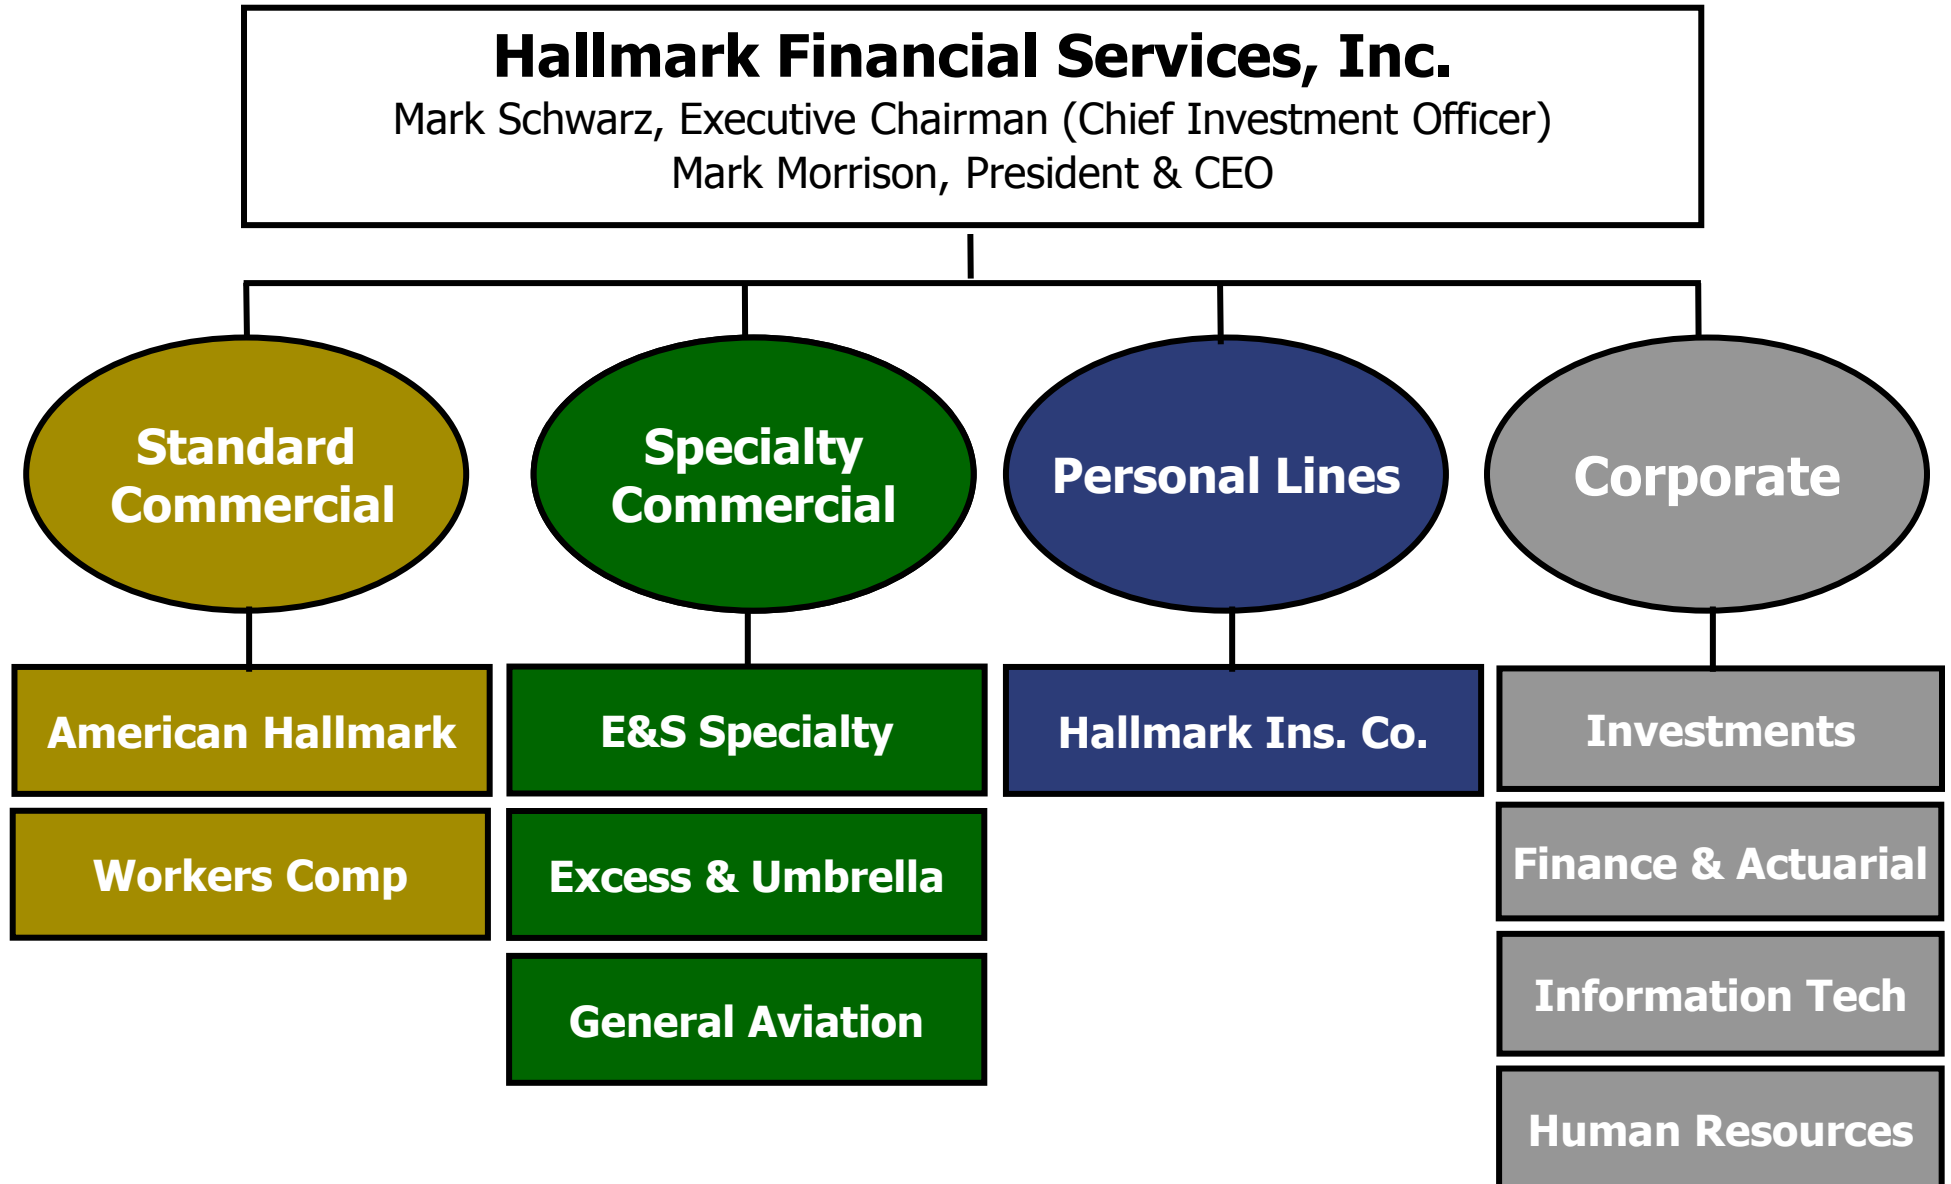 Hallmark Financial Services, Inc.
Mark Schwarz, Executive Chairman (Chief Investment Officer)
Mark Morrison, President & CEO
Standard
Commercial
Specialty
Commercial
Personal Lines
Corporate
American Hallmark
E&S Specialty
Hallmark Ins. Co.
Investments
Workers Comp
Excess & Umbrella
Finance & Actuarial
General Aviation
Information Tech
Human Resources